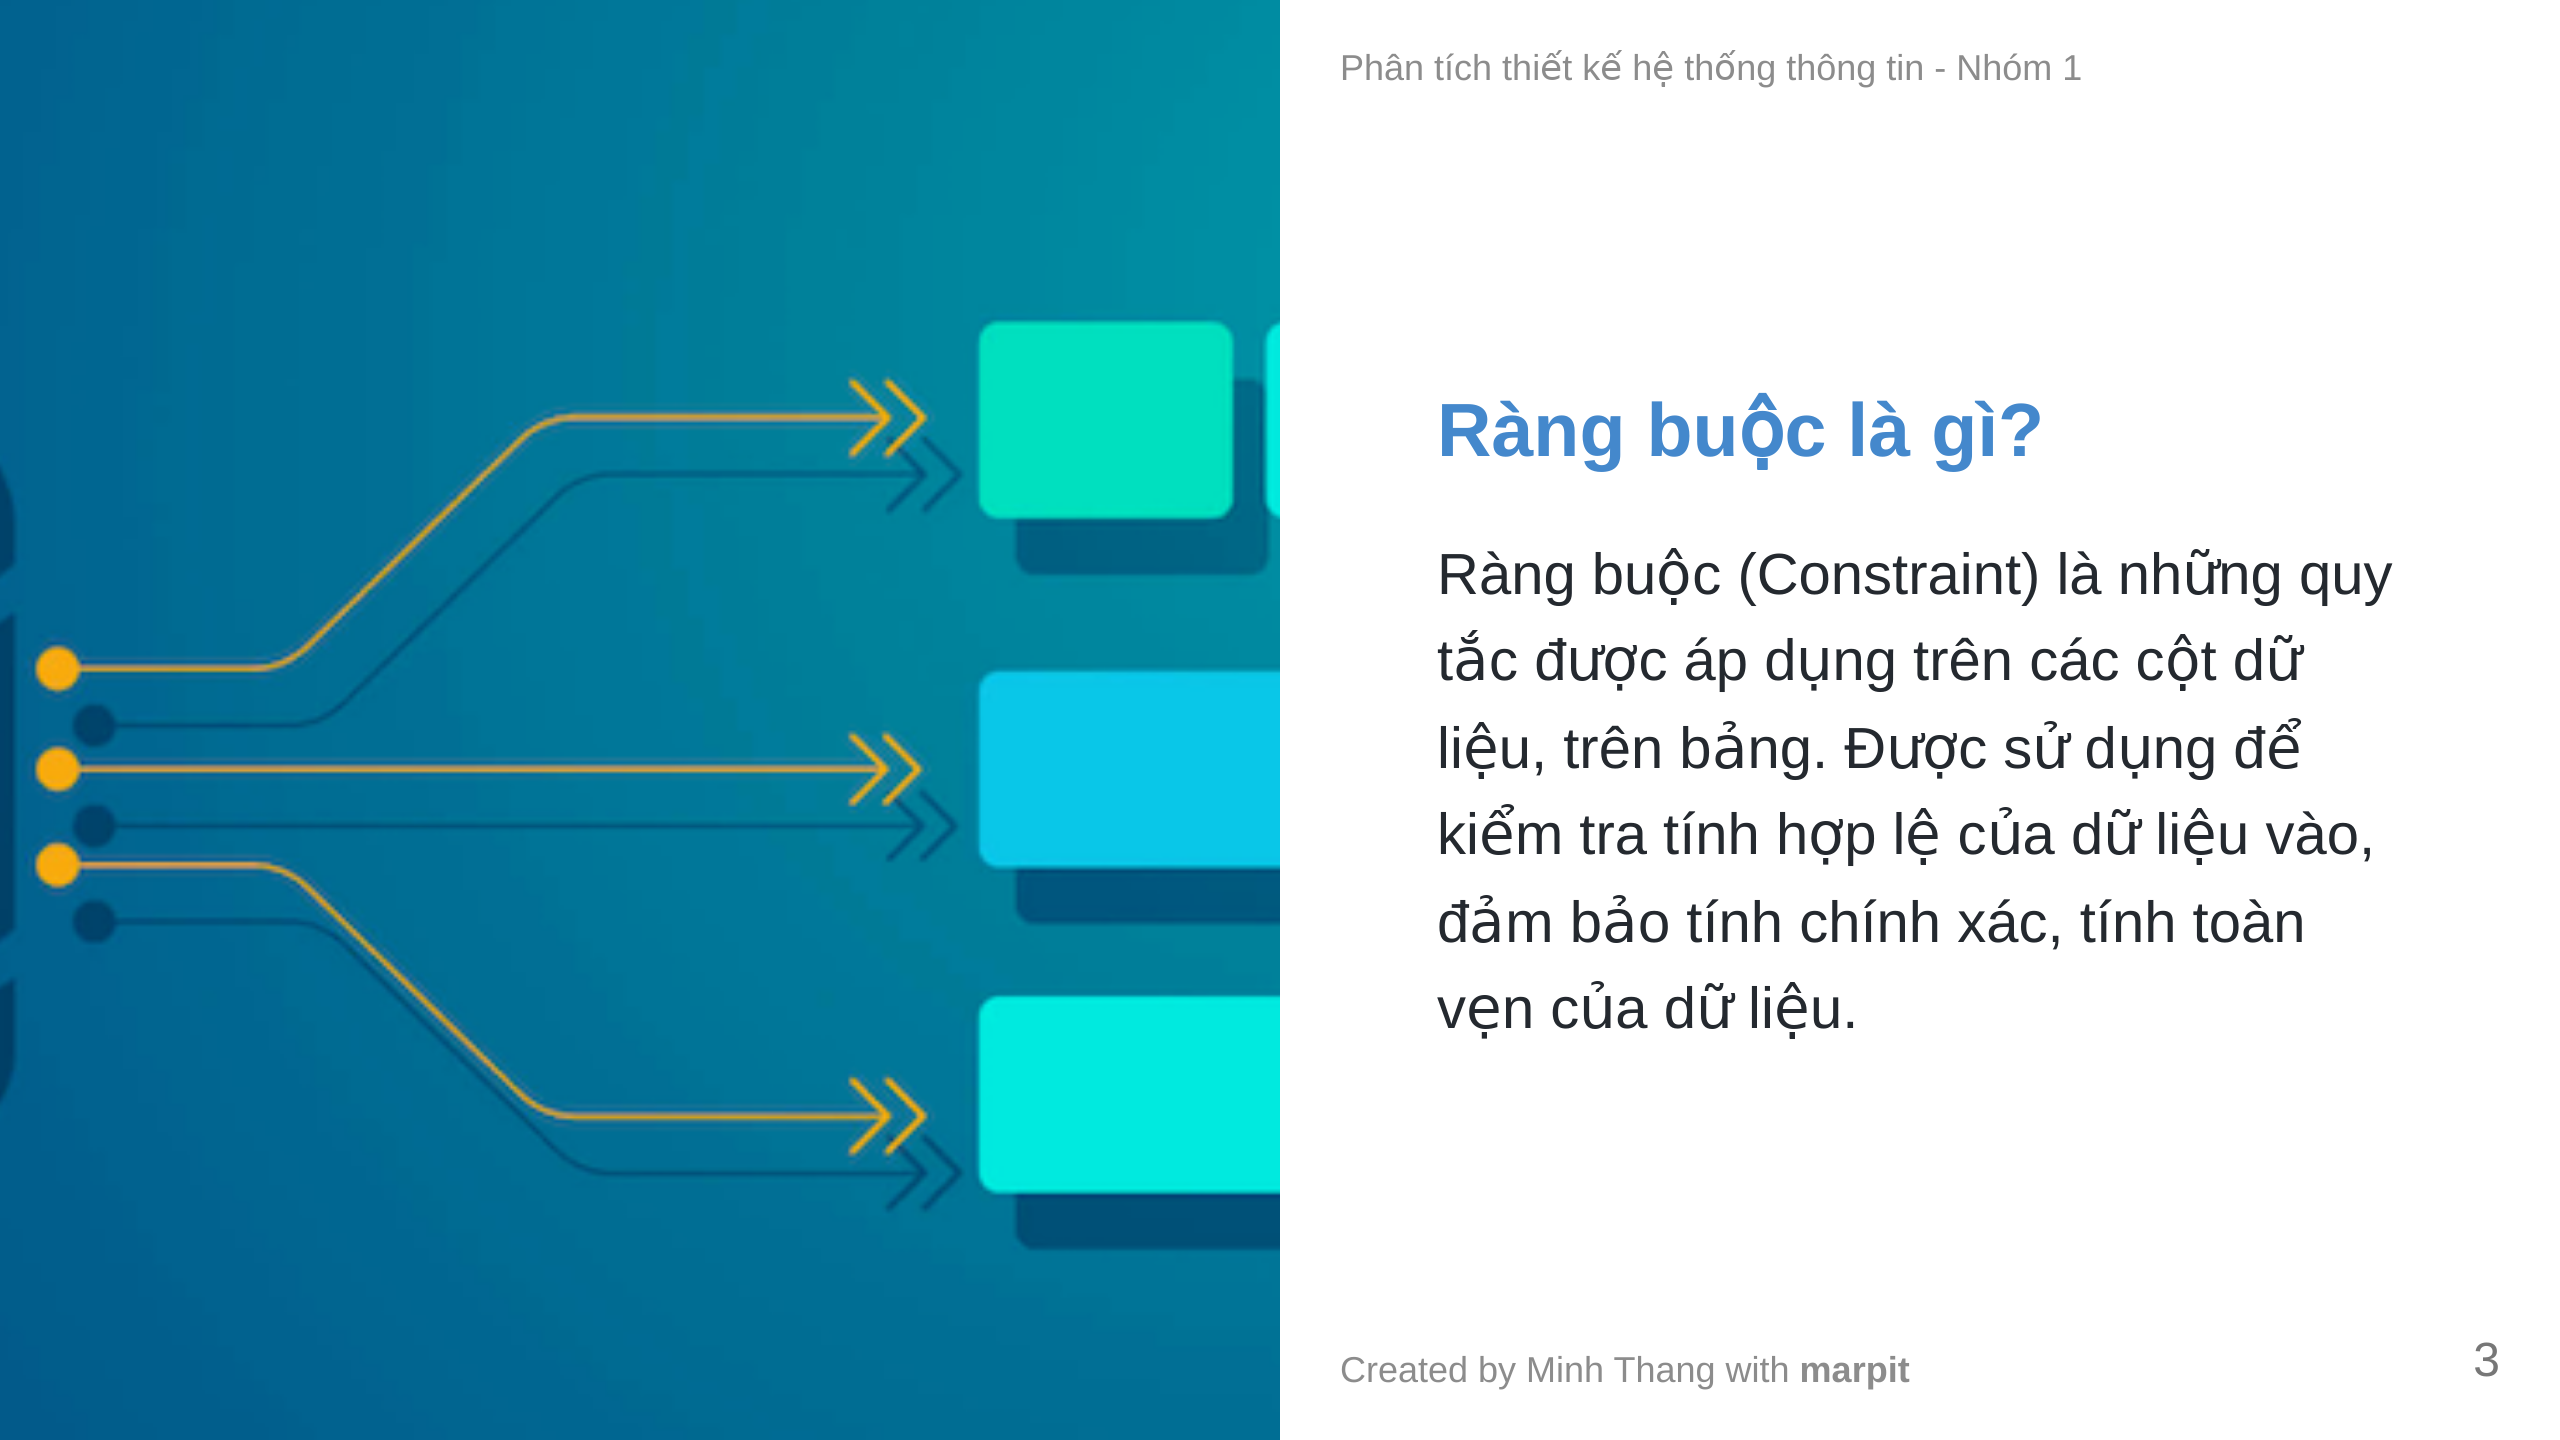 Phân tích thiết kế hệ thống thông tin - Nhóm 1
Ràng buộc là gì?
Ràng buộc (Constraint) là những quy
tắc được áp dụng trên các cột dữ
liệu, trên bảng. Được sử dụng để
kiểm tra tính hợp lệ của dữ liệu vào,
đảm bảo tính chính xác, tính toàn
vẹn của dữ liệu.
Created by Minh Thang with marpit
3